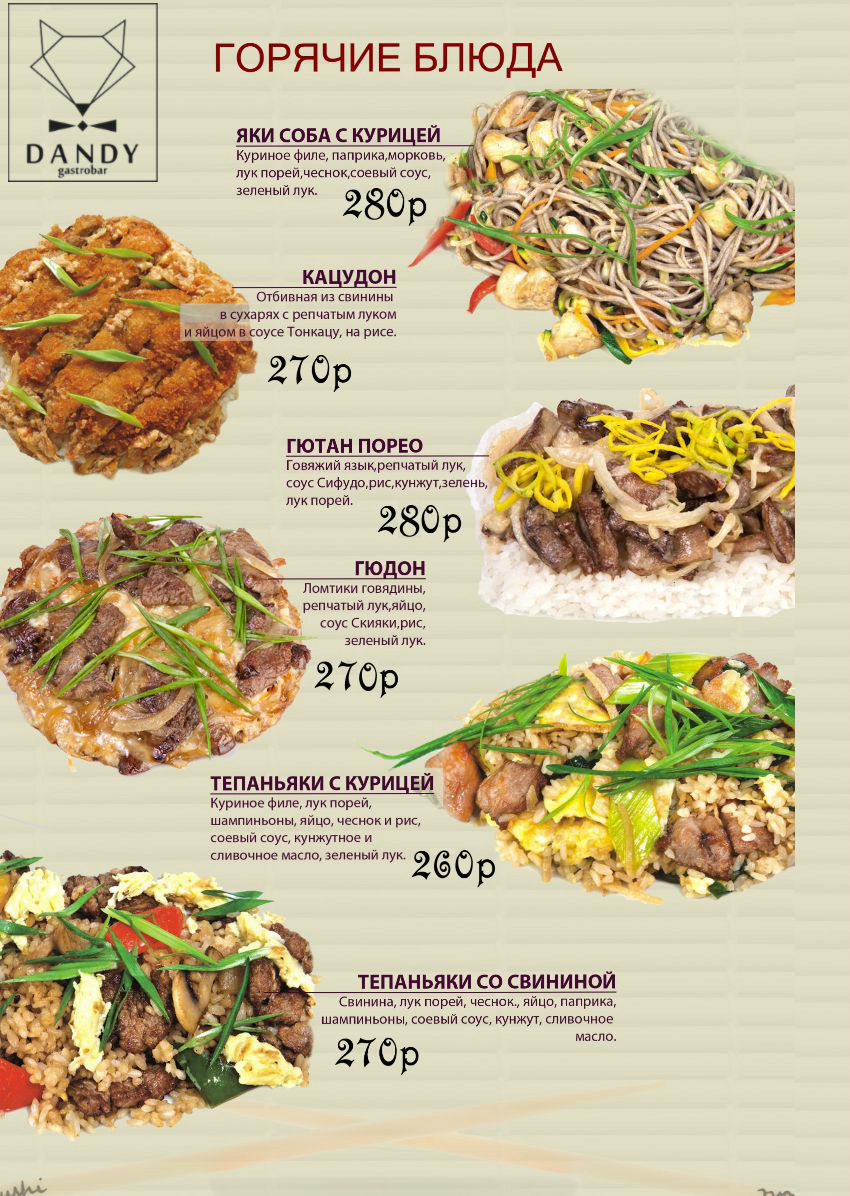 DANDY
gastrobar
ГОРЯЧИЕ БЛЮДА
ЯКИ СОБА С КУРИЦЕЙ
Куриное филе, паприка,морковь,
лук порей,чеснок,соевый соус,
зеленый лук.
280р
КАЦУДОН
Отбивная из свинины
в сухарях с репчатым луком
и яйцом в соусе Тонкацу, на рисе.
270р
ГЮТАН ПОРЕО
Говяжий язык,репчатый лук,
соус Сифудо,рис,кунжут,зелень,
лук порей.
280р
ГЮДОН
Ломтики говядины,
репчатый лук,яйцо,
соус Скияки,рис,
зеленый лук.
270р
ТЕПАНЬЯКИ С КУРИЦЕЙ
Куриное филе, лук порей,
шампиньоны, яйцо, чеснок и рис,
соевый соус, кунжутное и
сливочное масло, зеленый лук.
260р
ТЕПАНЬЯКИ СО СВИНИНОЙ
Свинина, лук порей, чеснок., яйцо, паприка,
шампиньоны, соевый соус, кунжут, сливочное
масло.
270р